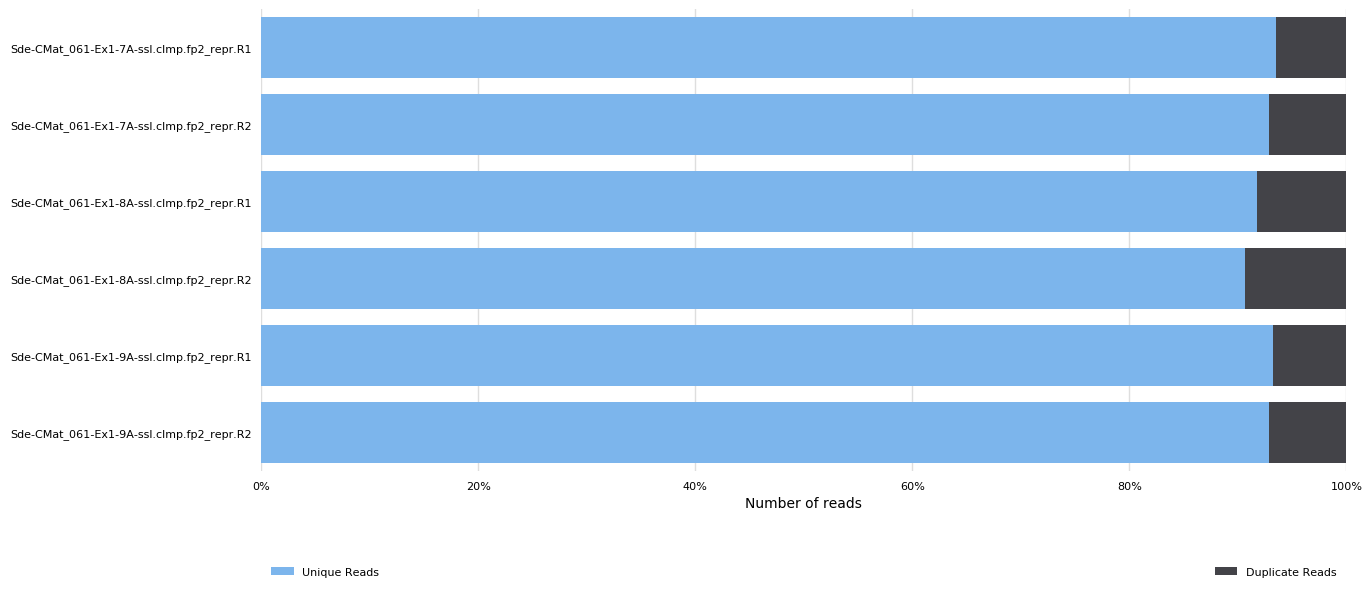 Sde-CMat_061-Ex1-7A-ssl.clmp.fp2_repr.R1
Sde-CMat_061-Ex1-7A-ssl.clmp.fp2_repr.R2
Sde-CMat_061-Ex1-8A-ssl.clmp.fp2_repr.R1
Sde-CMat_061-Ex1-8A-ssl.clmp.fp2_repr.R2
Sde-CMat_061-Ex1-9A-ssl.clmp.fp2_repr.R1
Sde-CMat_061-Ex1-9A-ssl.clmp.fp2_repr.R2
0% 20% 40% 60% 80% 100%
Number of reads
Unique Reads Duplicate Reads